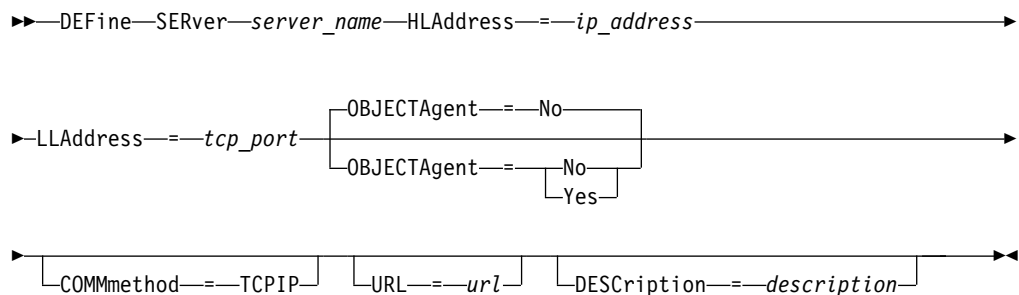 DEFine SERver server_name HLAddress = ip_address
OBJECTAgent = No
LLAddress = tcp_port
OBJECTAgent = No
Yes
COMMmethod = TCPIP URL = url DESCription = description